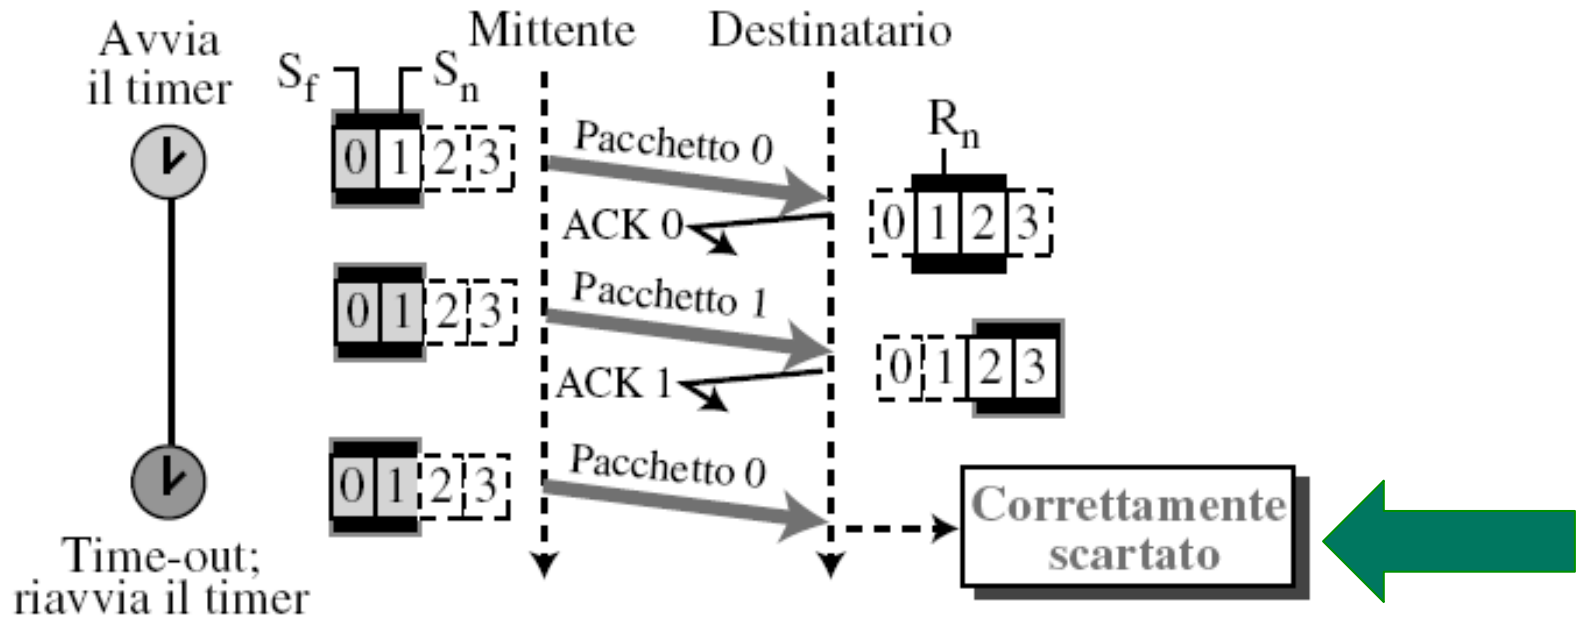 Avvia
il timer
Sf
Sn
Mittente
Destinatario
0 1 2 3
Pacchetto 0
Rn
0 1 2 3
ACK 0
0 1 2 3
Pacchetto 1
0 1 2 3
ACK 1
0 1 2 3
Pacchetto 0
Correttamente
scartato
Time-out;
riavvia il timer